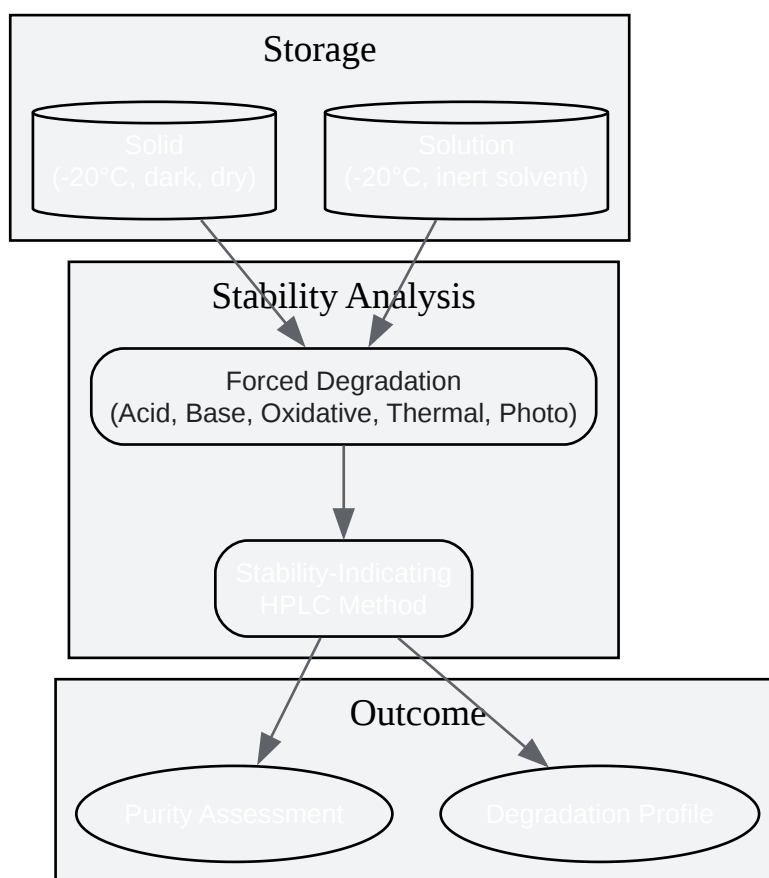 Storage
Solid
(-20°C, dark, dry)
Solution
(-20°C, inert solvent)
Stability Analysis
Forced Degradation
(Acid, Base, Oxidative, Thermal, Photo)
Stability-Indicating
HPLC Method
Outcome
Purity Assessment
Degradation Profile